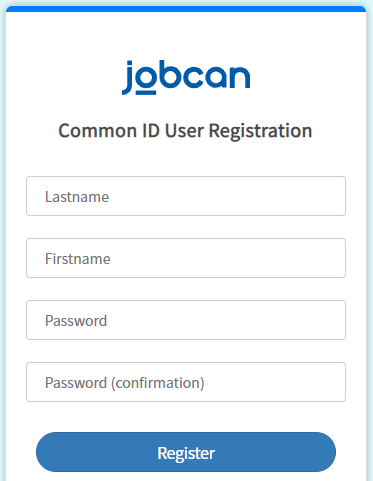 jobcan
Common ID User Registration
Lastname
Firstname
Password
Password (confirmation)
Register